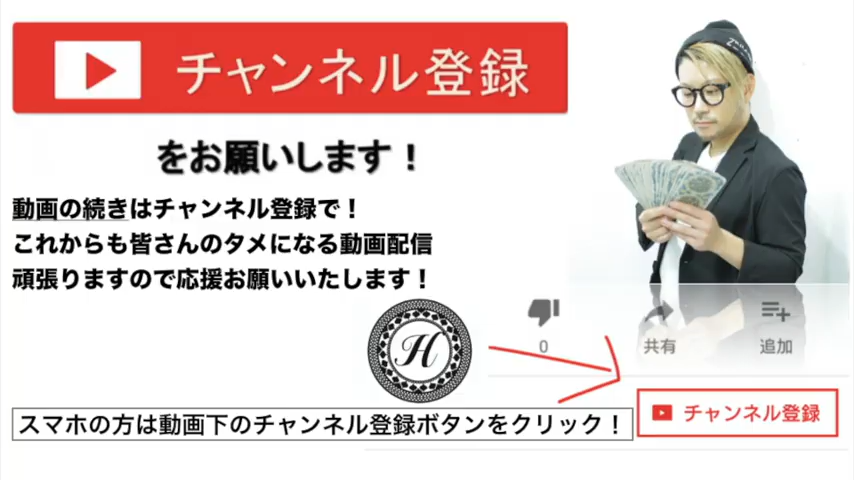 チャンネル登録
をお願いします！
動画の続きはチャンネル登録で！
これからも皆さんのタメになる動画配信
頑張りますので応援お願いいたします！
H
0
共有
追加
チャンネル登録
スマホの方は動画下のチャンネル登録ボタンをクリック！